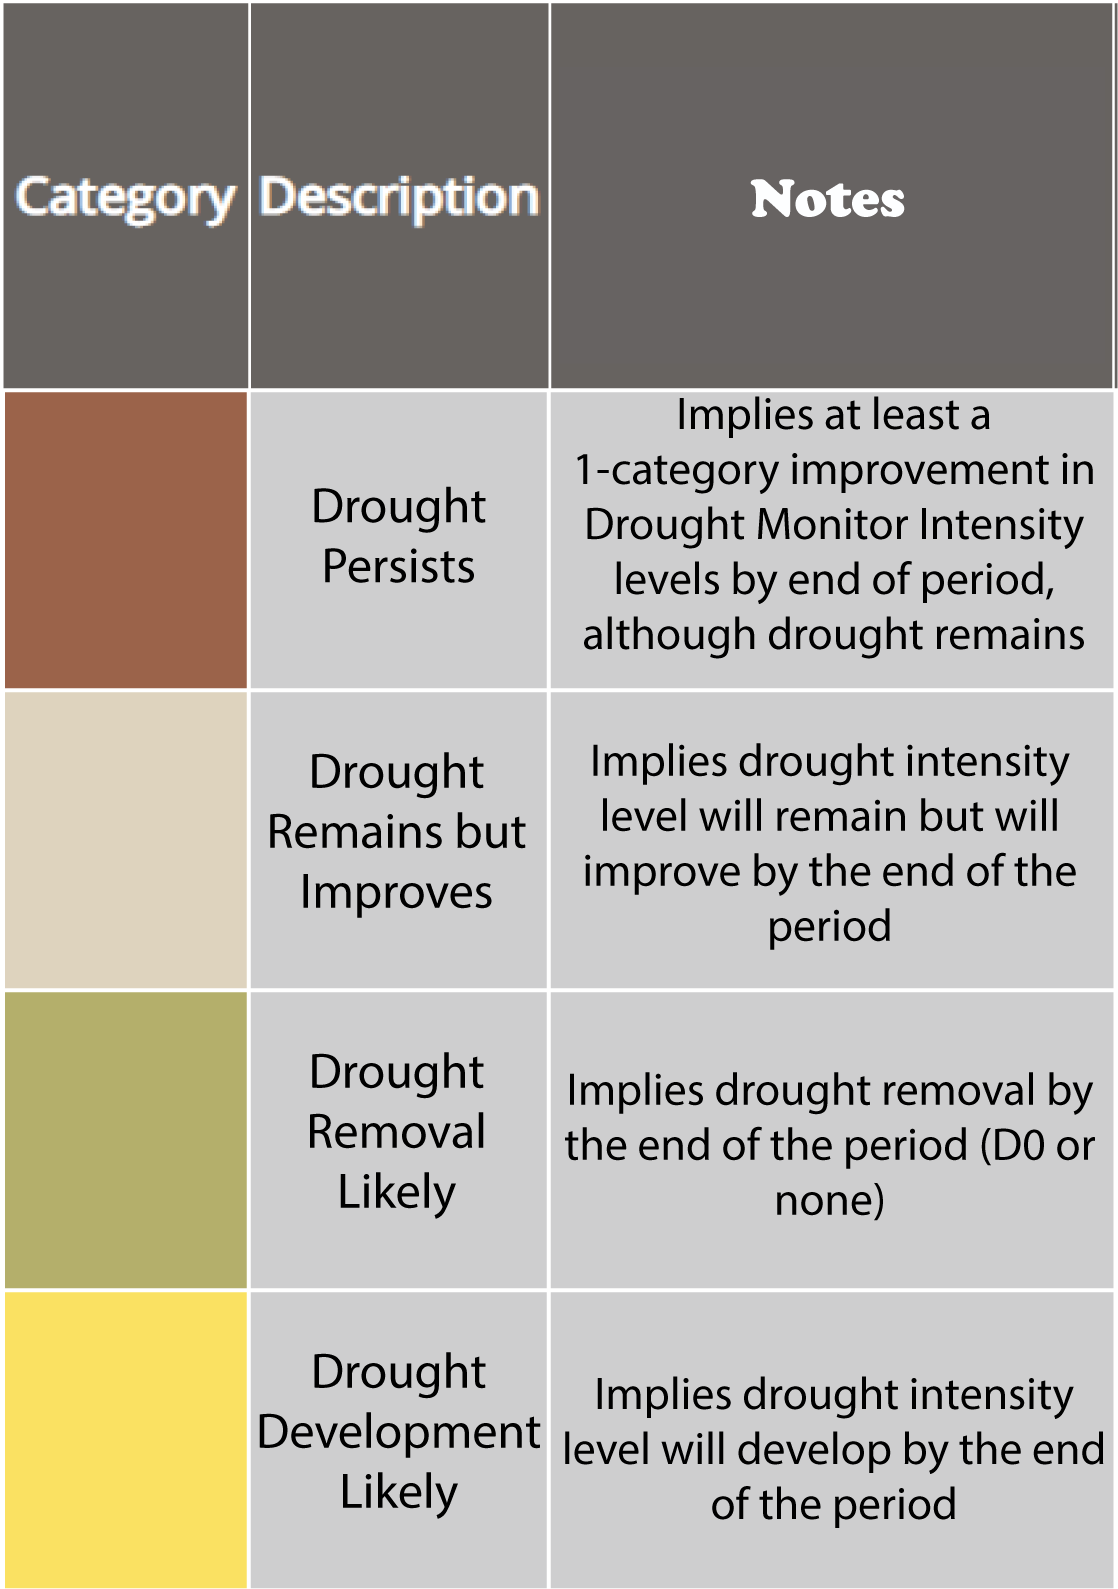 Category Description Notes
Drought
Persists
Implies at least a
1-category improvement in
Drought Monitor Intensity
levels by end of period,
although drought remains
Drought
Remains but
Improves
Implies drought intensity
level will remain but will
improve by the end of the
period
Drought
Removal
Likely
Implies drought removal by
the end of the period (D0 or
none)
Drought
Development
Likely
Implies drought intensity
level will develop by the end
of the period